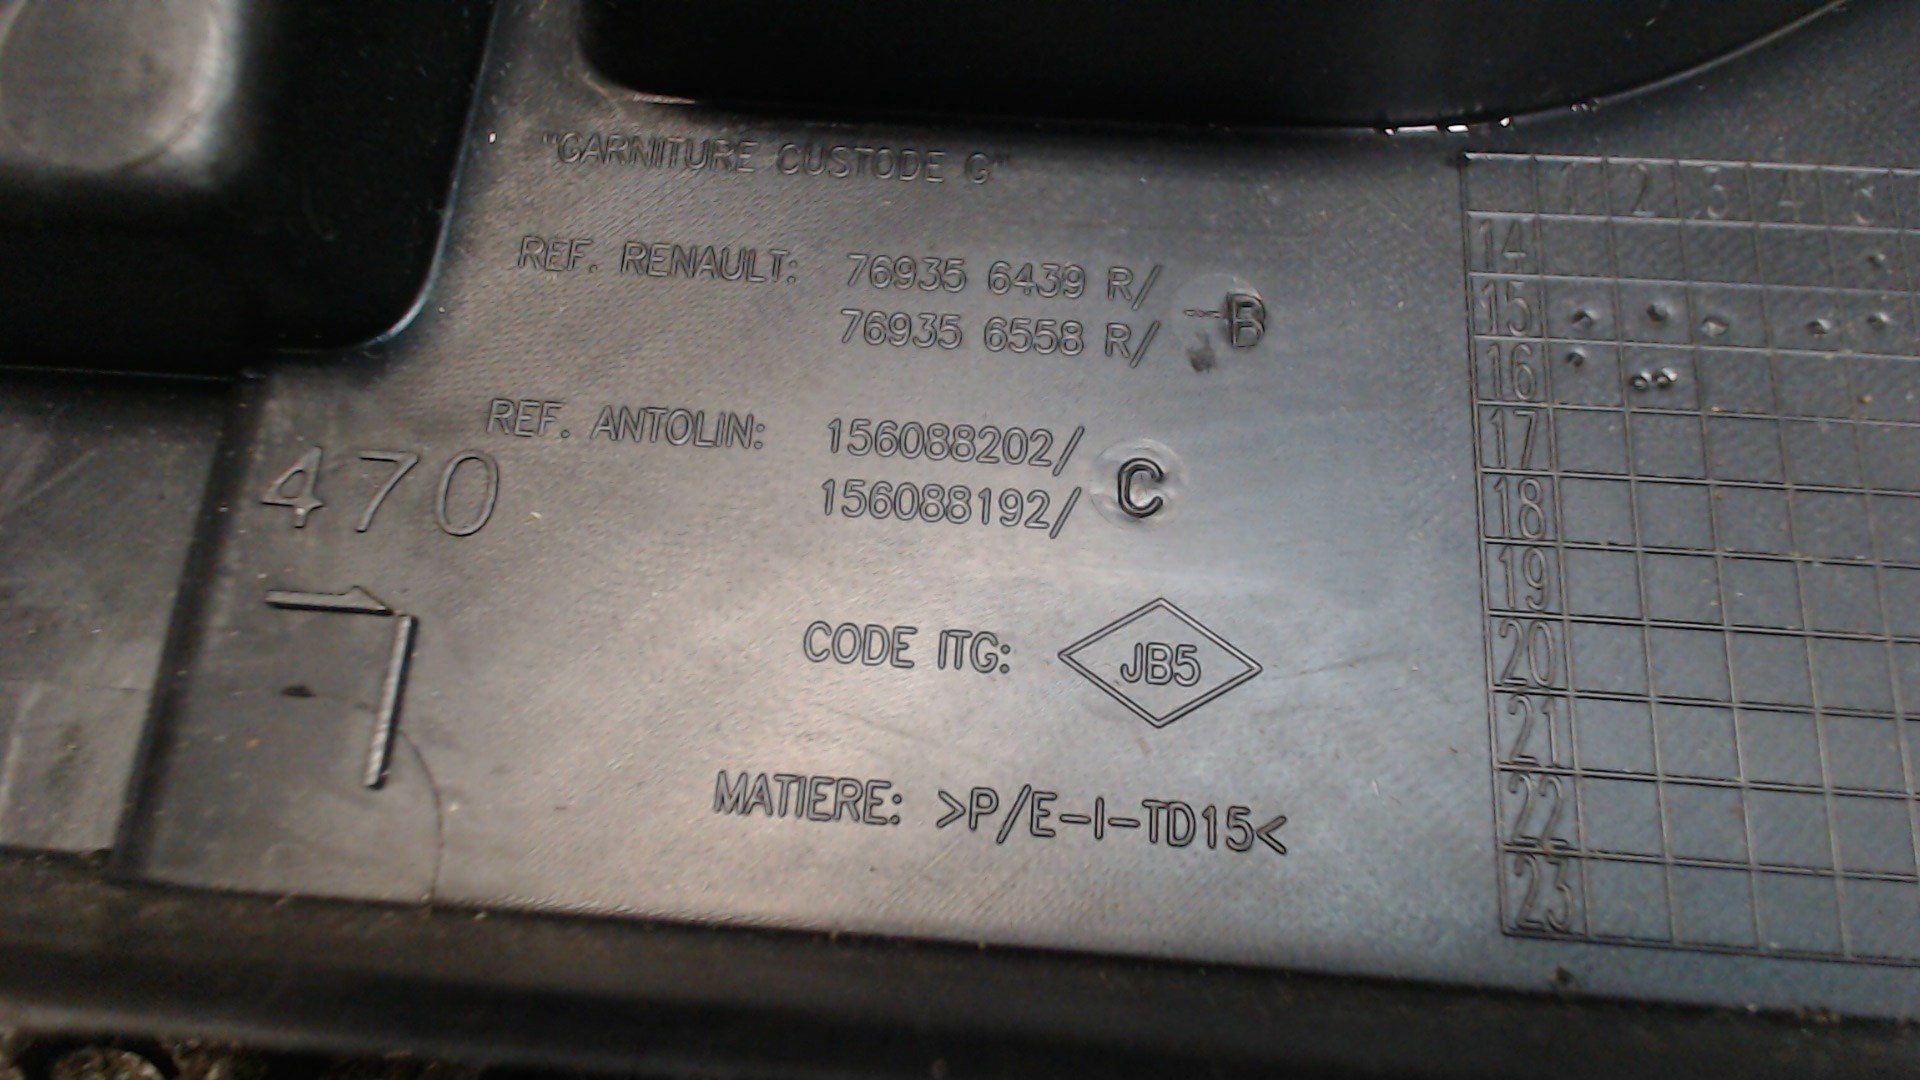 "GARNITURE CUSTODE G"
REF. RENAULT: 76935 6439 R/
76935 6558 R/ --B
REF. ANTOLIN: 156088202/
156088192/ C
470
CODE ITG: JB5
MATIERE: >P/E-I-TD15<
1 2 3 4 5
14
15
16
17
18
19
20
21
22
23